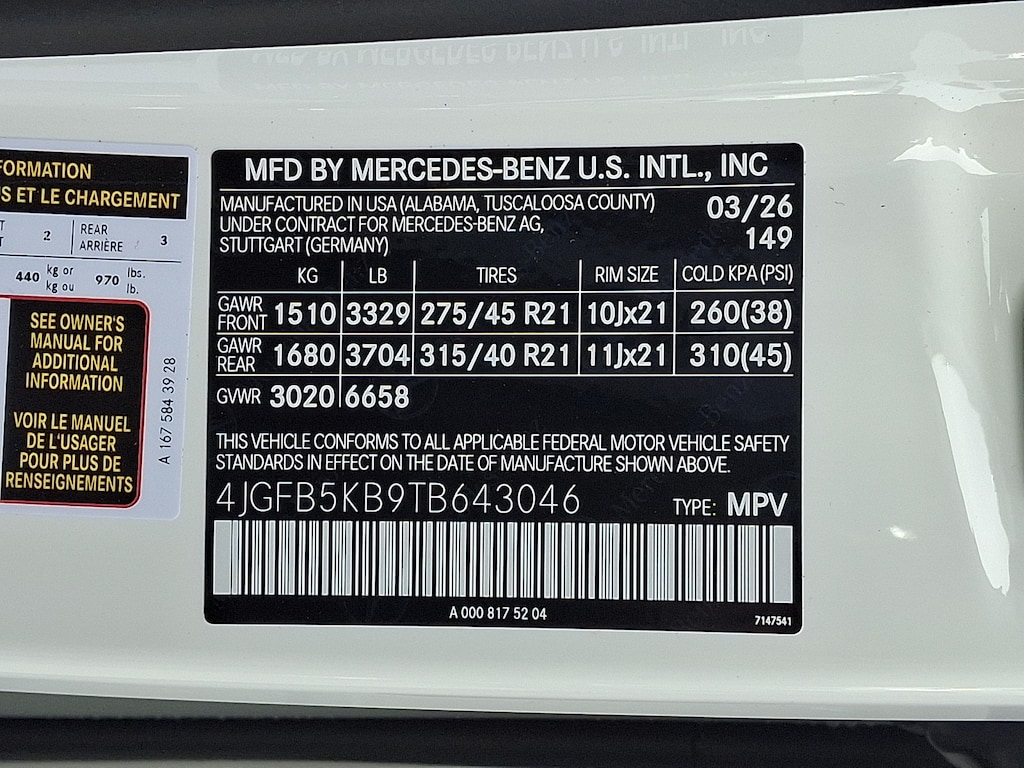 FORMATION
S ET LE CHARGEMENT
2 REAR ARRIÈRE 3
440 kg or kg ou 970 lbs. lb.
SEE OWNER'S
MANUAL FOR
ADDITIONAL
INFORMATION
VOIR LE MANUEL
DE L'USAGER
POUR PLUS DE
RENSEIGNEMENTS
A 167 584 39 28
MFD BY MERCEDES-BENZ U.S. INTL., INC
MANUFACTURED IN USA (ALABAMA, TUSCALOOSA COUNTY) 03/26
UNDER CONTRACT FOR MERCEDES-BENZ AG,
STUTTGART (GERMANY) 149
KG LB TIRES RIM SIZE COLD KPA (PSI)
GAWR FRONT 1510 3329 275/45 R21 10Jx21 260(38)
GAWR REAR 1680 3704 315/40 R21 11Jx21 310(45)
GVWR 3020 6658
THIS VEHICLE CONFORMS TO ALL APPLICABLE FEDERAL MOTOR VEHICLE SAFETY
STANDARDS IN EFFECT ON THE DATE OF MANUFACTURE SHOWN ABOVE.
4JGFB5KB9TB643046 TYPE: MPV
A 000 817 52 04
7147541